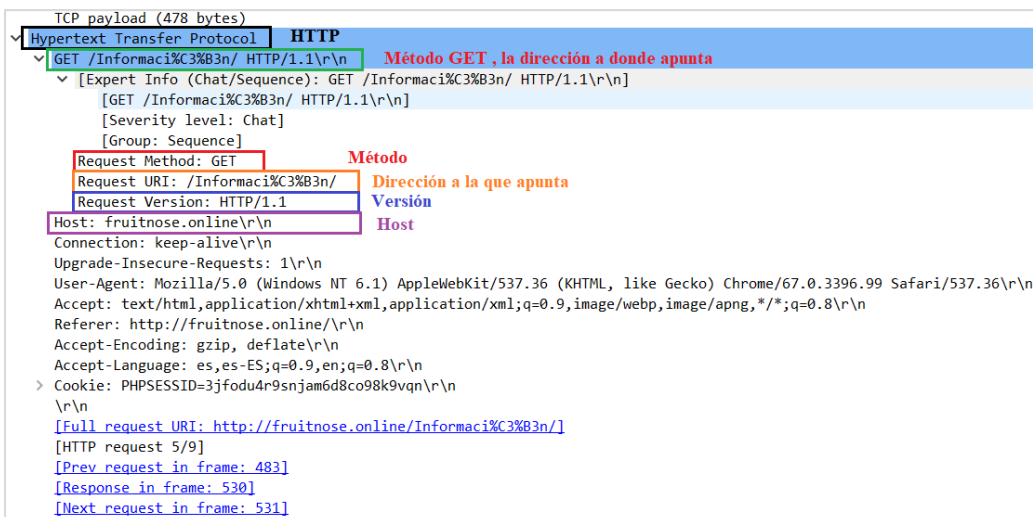 TCP payload (478 bytes)
Hypertext Transfer Protocol HTTP
GET /Informaci%C3%B3n/ HTTP/1.1\r\n Método GET , la dirección a donde apunta
[Expert Info (Chat/Sequence): GET /Informaci%C3%B3n/ HTTP/1.1\r\n]
[GET /Informaci%C3%B3n/ HTTP/1.1\r\n]
[Severity level: Chat]
[Group: Sequence]
Request Method: GET Método
Request URI: /Informaci%C3%B3n/ Dirección a la que apunta
Request Version: HTTP/1.1 Versión
Host: fruitnose.online\r\n Host
Connection: keep-alive\r\n
Upgrade-Insecure-Requests: 1\r\n
User-Agent: Mozilla/5.0 (Windows NT 6.1) AppleWebKit/537.36 (KHTML, like Gecko) Chrome/67.0.3396.99 Safari/537.36\r\n
Accept: text/html,application/xhtml+xml,application/xml;q=0.9,image/webp,image/apng,*/*;q=0.8\r\n
Referer: http://fruitnose.online/\r\n
Accept-Encoding: gzip, deflate\r\n
Accept-Language: es,es-ES;q=0.9,en;q=0.8\r\n
Cookie: PHPSESSID=3jfodu4r9snjam6d8co98k9vqn\r\n
\r\n
[Full request URI: http://fruitnose.online/Informaci%C3%B3n/]
[HTTP request 5/9]
[Prev request in frame: 483]
[Response in frame: 530]
[Next request in frame: 531]